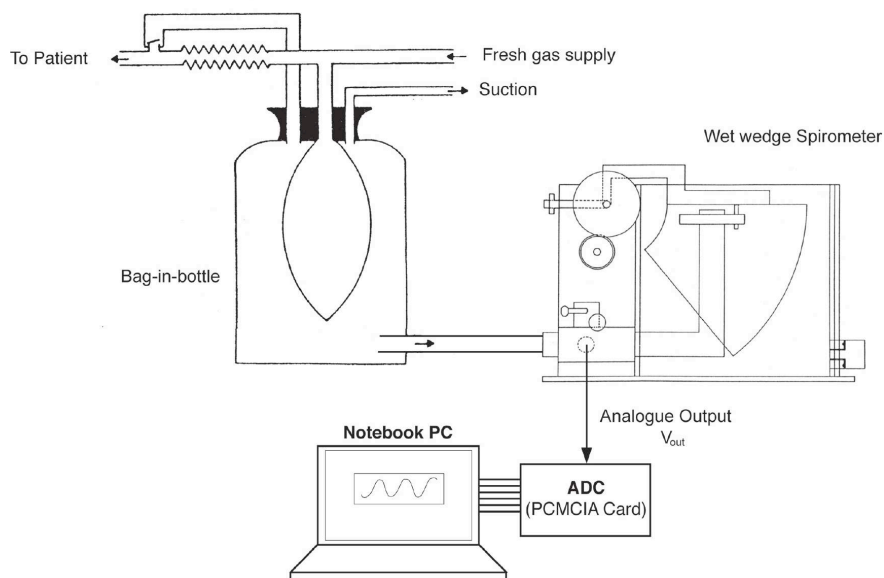 To Patient
Fresh gas supply
Suction
Wet wedge Spirometer
Bag-in-bottle
Analogue Output
Vout
Notebook PC
ADC
(PCMCIA Card)